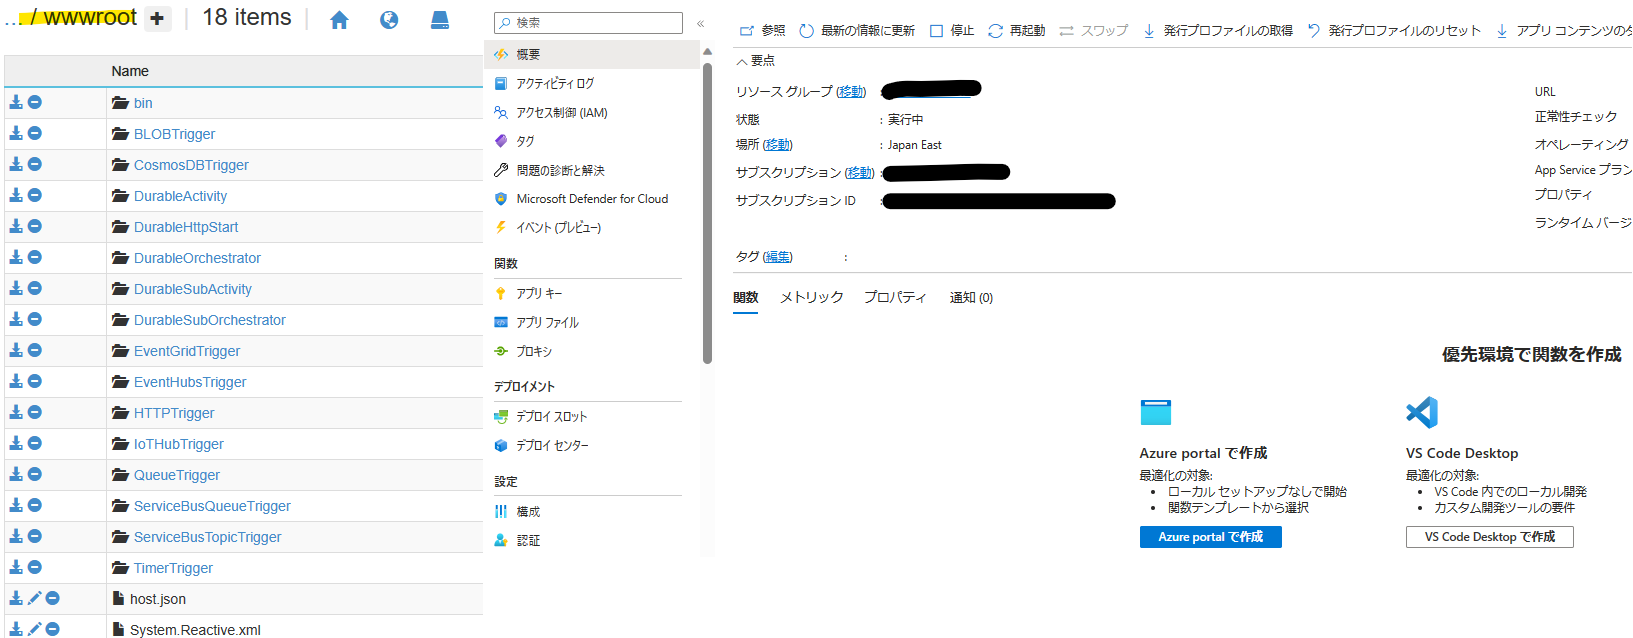 ... / wwwroot + 18 items
Name
bin
BLOBTrigger
CosmosDBTrigger
DurableActivity
DurableHttpStart
DurableOrchestrator
DurableSubActivity
DurableSubOrchestrator
EventGridTrigger
EventHubsTrigger
HTTPTrigger
IoTHubTrigger
QueueTrigger
ServiceBusQueueTrigger
ServiceBusTopicTrigger
TimerTrigger
host.json
System.Reactive.xml
検索 «
概要
アクティビティ ログ
アクセス制御 (IAM)
タグ
問題の診断と解決
Microsoft Defender for Cloud
イベント (プレビュー)
関数
アプリ キー
アプリ ファイル
プロキシ
デプロイメント
デプロイ スロット
デプロイ センター
設定
構成
認証
参照 最新の情報に更新 停止 再起動 スワップ 発行プロファイルの取得 発行プロファイルのリセット アプリ コンテンツのダ
要点
リソース グループ (移動) :
状態 : 実行中
場所 (移動) : Japan East
サブスクリプション (移動) :
サブスクリプション ID :
タグ (編集) :
URL
正常性チェック
オペレーティング
App Service プラン
プロパティ
ランタイム バージ
関数 メトリック プロパティ 通知 (0)
優先環境で関数を作成
Azure portal で作成
最適化の対象:
• ローカル セットアップなしで開始
• 関数テンプレートから選択
Azure portal で作成
VS Code Desktop
最適化の対象:
• VS Code 内でのローカル開発
• カスタム開発ツールの要件
VS Code Desktop で作成